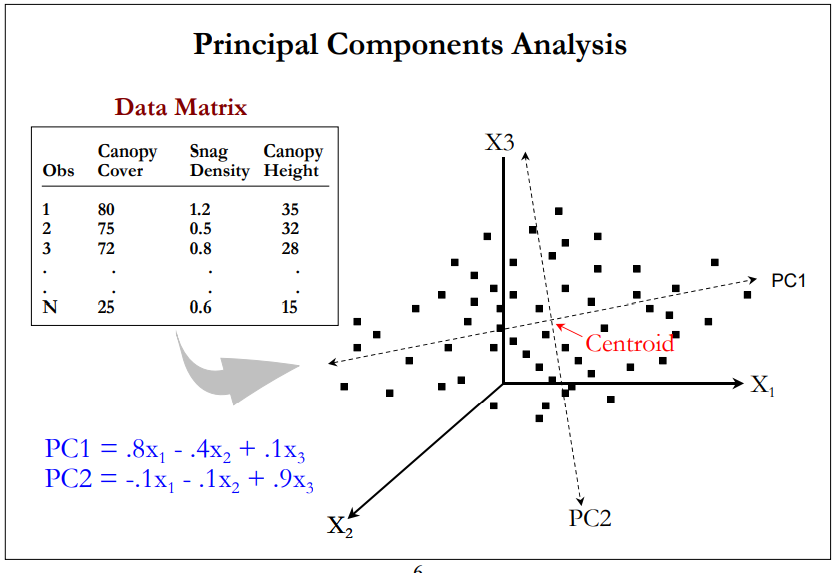 Principal Components Analysis
Data Matrix
Obs Canopy Cover Snag Density Canopy Height
1 80 1.2 35
2 75 0.5 32
3 72 0.8 28
. . . .
. . . .
N 25 0.6 15
X3
PC1
Centroid
X₁
PC1 = .8x₁ - .4x₂ + .1x₃
PC2 = -.1x₁ - .1x₂ + .9x₃
X₂
PC2
6